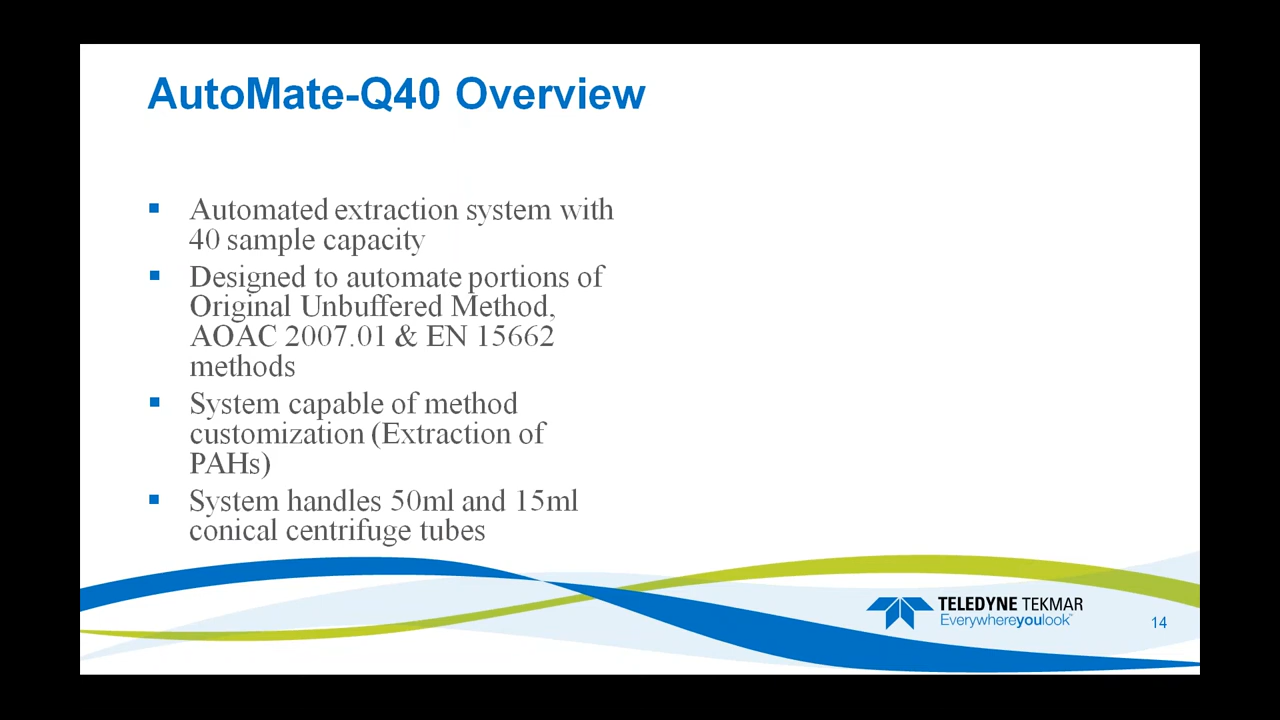 AutoMate-Q40 Overview
Automated extraction system with
40 sample capacity
Designed to automate portions of
Original Unbuffered Method,
AOAC 2007.01 & EN 15662
methods
System capable of method
customization (Extraction of
PAHs)
System handles 50ml and 15ml
conical centrifuge tubes
TELEDYNE TEKMAR
Everywhereyoulook™
14